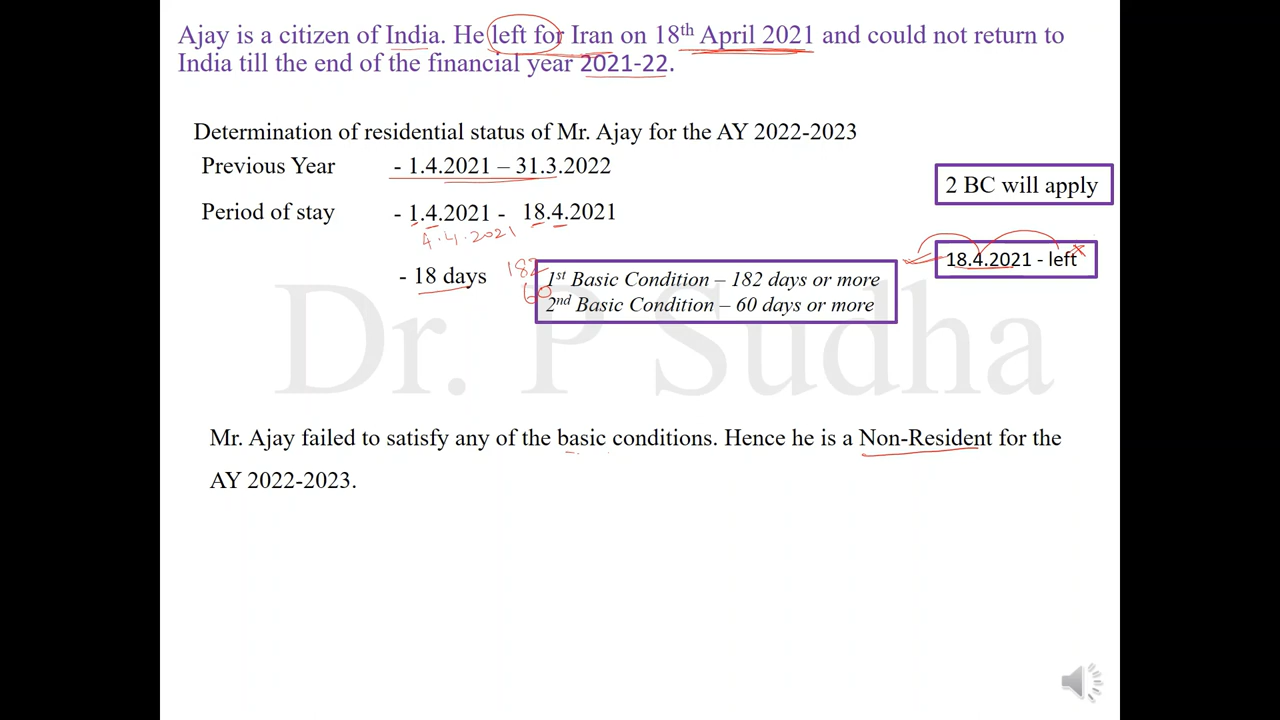 Ajay is a citizen of India. He left for Iran on 18th April 2021 and could not return to
India till the end of the financial year 2021-22.
Determination of residential status of Mr. Ajay for the AY 2022-2023
Previous Year - 1.4.2021 – 31.3.2022
2 BC will apply
Period of stay - 1.4.2021 - 18.4.2021
4.4.2021
18.4.2021 - left
- 18 days
182
60
1st Basic Condition – 182 days or more
2nd Basic Condition – 60 days or more
Dr. P Sudha
Mr. Ajay failed to satisfy any of the basic conditions. Hence he is a Non-Resident for the
AY 2022-2023.